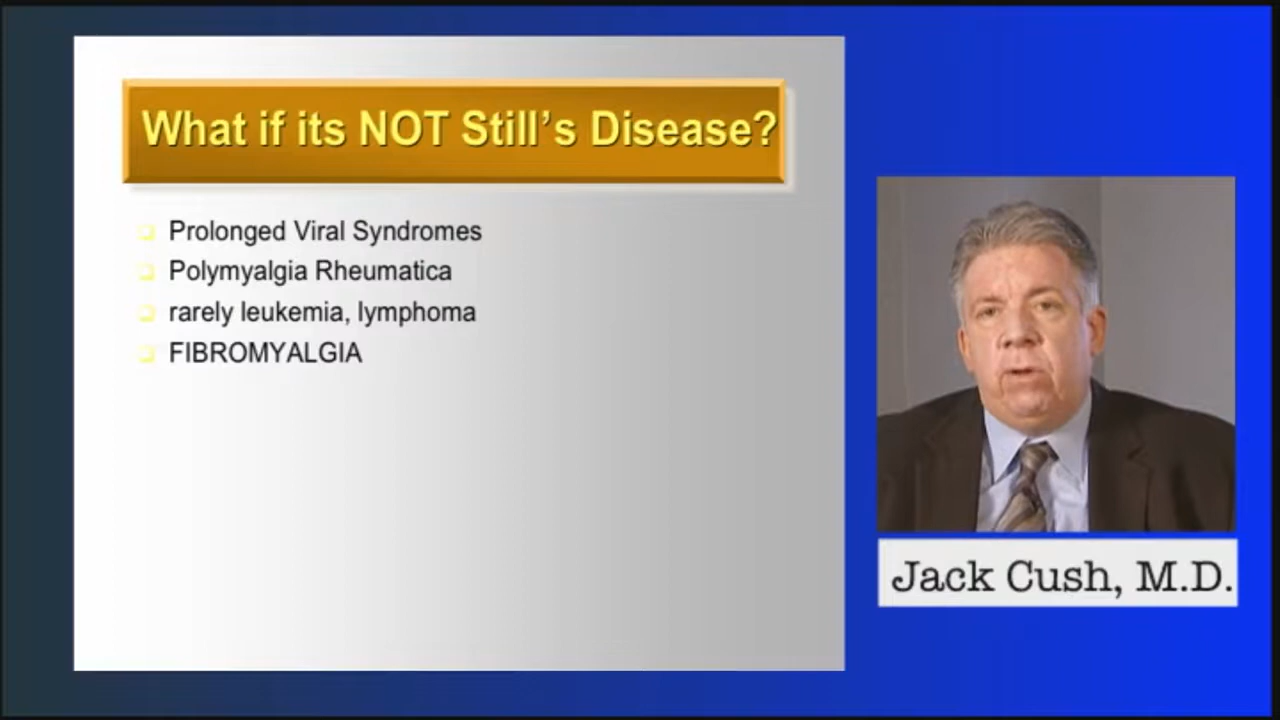 What if its NOT Still’s Disease?
Prolonged Viral Syndromes
Polymyalgia Rheumatica
rarely leukemia, lymphoma
FIBROMYALGIA
Jack Cush, M.D.